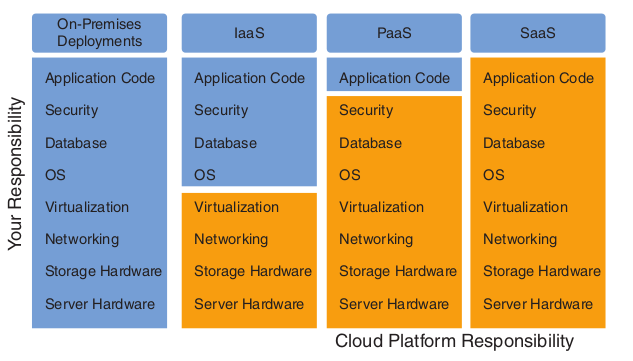 On-Premises
Deployments
IaaS
PaaS
SaaS
Application Code
Security
Database
OS
Virtualization
Networking
Storage Hardware
Server Hardware
Application Code
Security
Database
OS
Virtualization
Networking
Storage Hardware
Server Hardware
Application Code
Security
Database
OS
Virtualization
Networking
Storage Hardware
Server Hardware
Application Code
Security
Database
OS
Virtualization
Networking
Storage Hardware
Server Hardware
Your Responsibility
Cloud Platform Responsibility